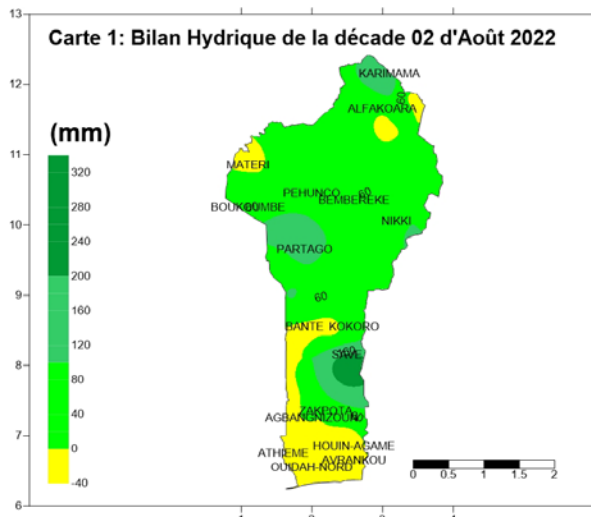 13
Carte 1: Bilan Hydrique de la décade 02 d'Août 2022
12
KARIMAMA
60
ALFAKOARA
(mm)
11
MATERI
320
PEHUNCO
60
BEMBEREKE
280
NIKKI
10
240
PARTAGO
200
9
60
160
BANTE
KOKORO
120
SAVE
8
80
ZAKPOTA
40
AGBANGNIZOUN
7
0
HOUIN-AGAME
ATHIEME
AVRANKOU
-40
OUIDAH-NORD
0
0.5
1
1.5
2
6